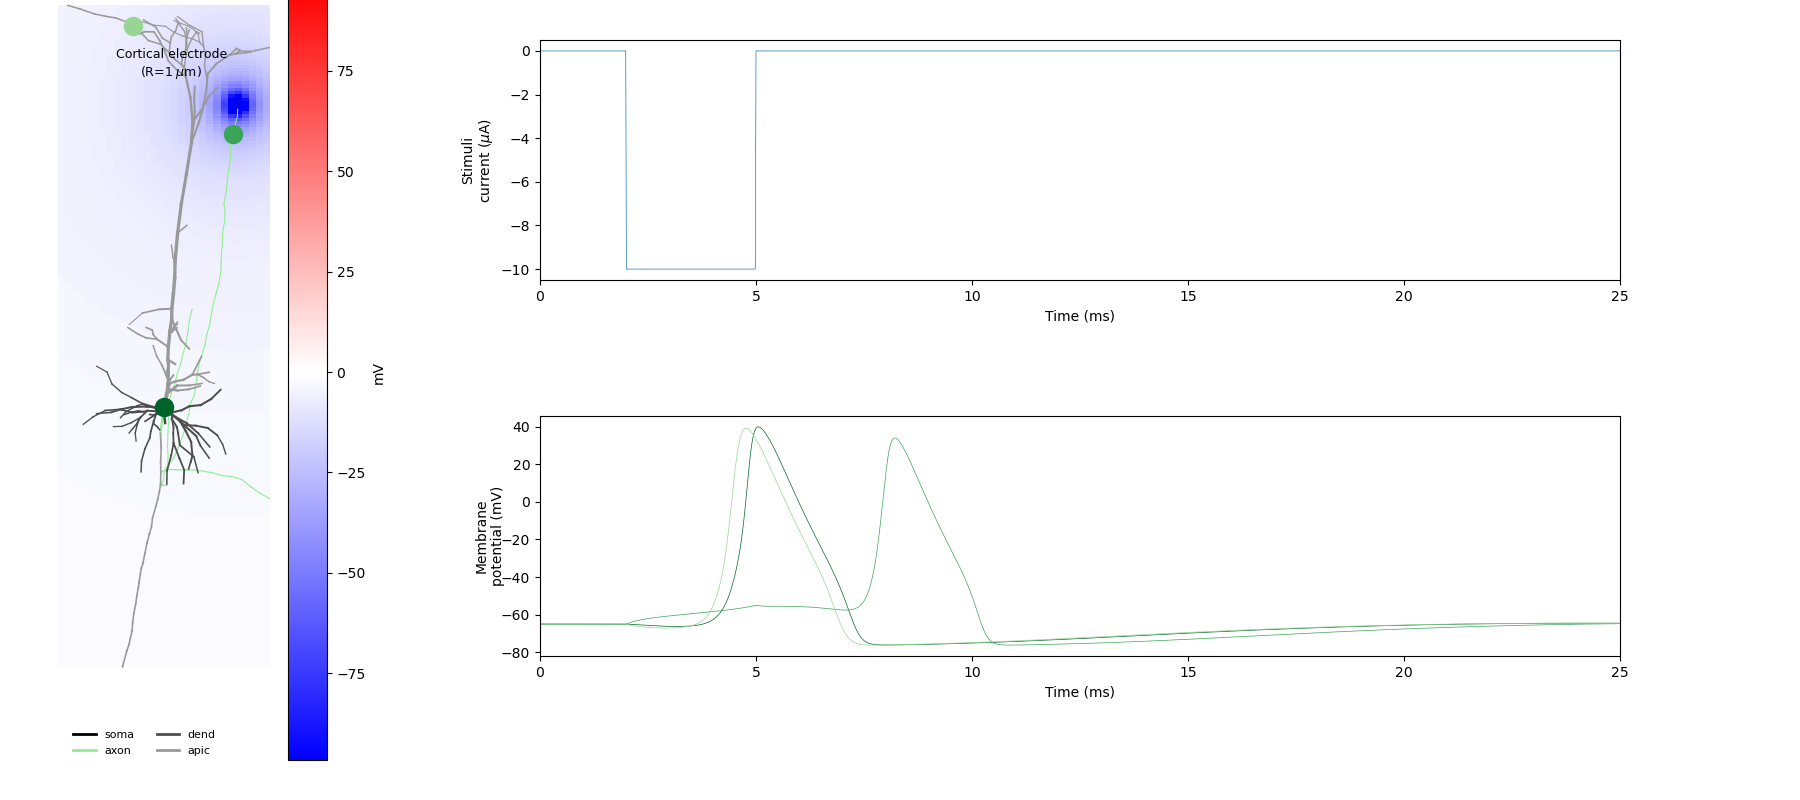 Cortical electrode
(R=1 μm)
75
50
25
0
−25
−50
−75
mV
soma
dend
axon
apic
Stimuli
current (μA)
0
−2
−4
−6
−8
−10
0
5
10
15
20
25
Time (ms)
Membrane
potential (mV)
40
20
0
−20
−40
−60
−80
0
5
10
15
20
25
Time (ms)